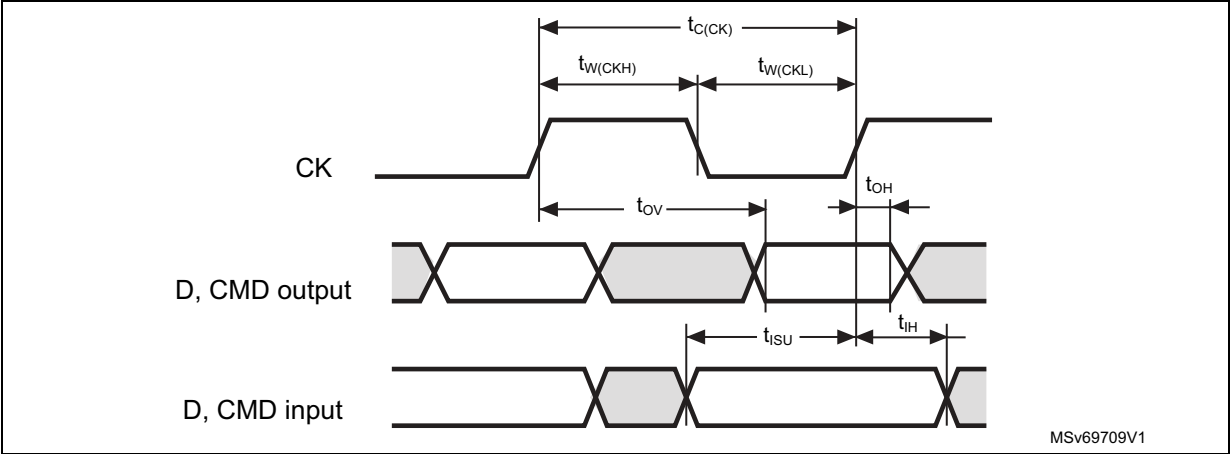 tC(CK)
tW(CKH)
tW(CKL)
CK
tOH
tOV
D, CMD output
tISU
tIH
D, CMD input
MSv69709V1